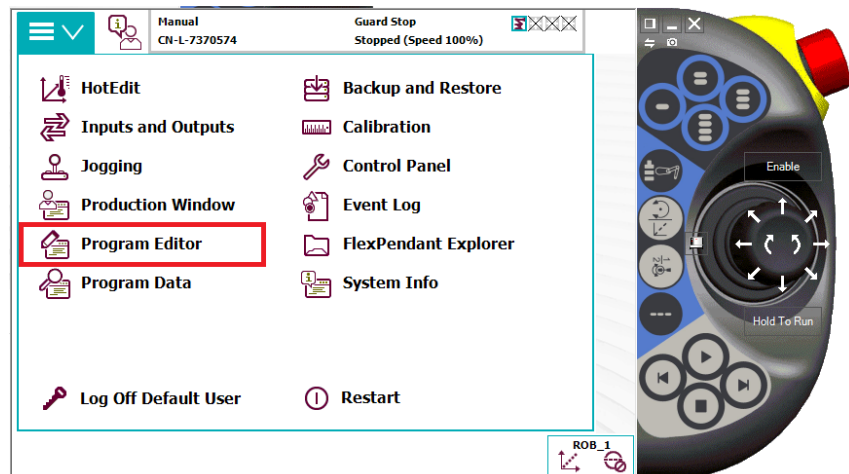 Manual
CN-L-7370574
Guard Stop
Stopped (Speed 100%)
HotEdit
Backup and Restore
Inputs and Outputs
Calibration
Jogging
Control Panel
Production Window
Event Log
Program Editor
FlexPendant Explorer
Program Data
System Info
Log Off Default User
Restart
ROB_1
Enable
Hold To Run